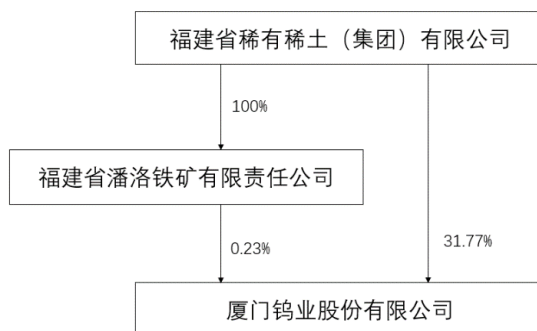 福建省稀有稀土（集团）有限公司
100%
福建省潘洛铁矿有限责任公司
0.23%
31.77%
厦门钨业股份有限公司